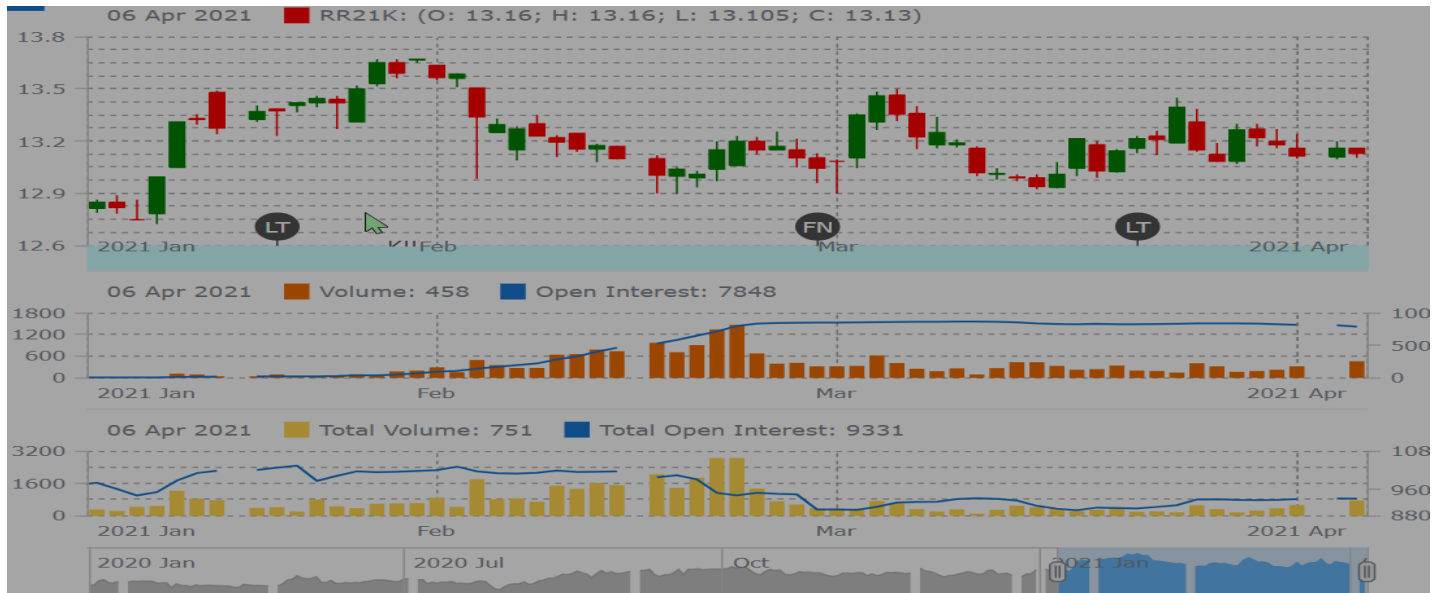 06 Apr 2021 RR21K: (O: 13.16; H: 13.16; L: 13.105; C: 13.13)
13.8
13.5
13.2
12.9
12.6
LT FN LT
2021 Jan Feb Mar 2021 Apr
06 Apr 2021 Volume: 458 Open Interest: 7848
1800 100
1200
600 500
0 0
2021 Jan Feb Mar 2021 Apr
06 Apr 2021 Total Volume: 751 Total Open Interest: 9331
3200 108
1600 960
0 880
2021 Jan Feb Mar 2021 Apr
2020 Jan 2020 Jul Oct 2021 Jan